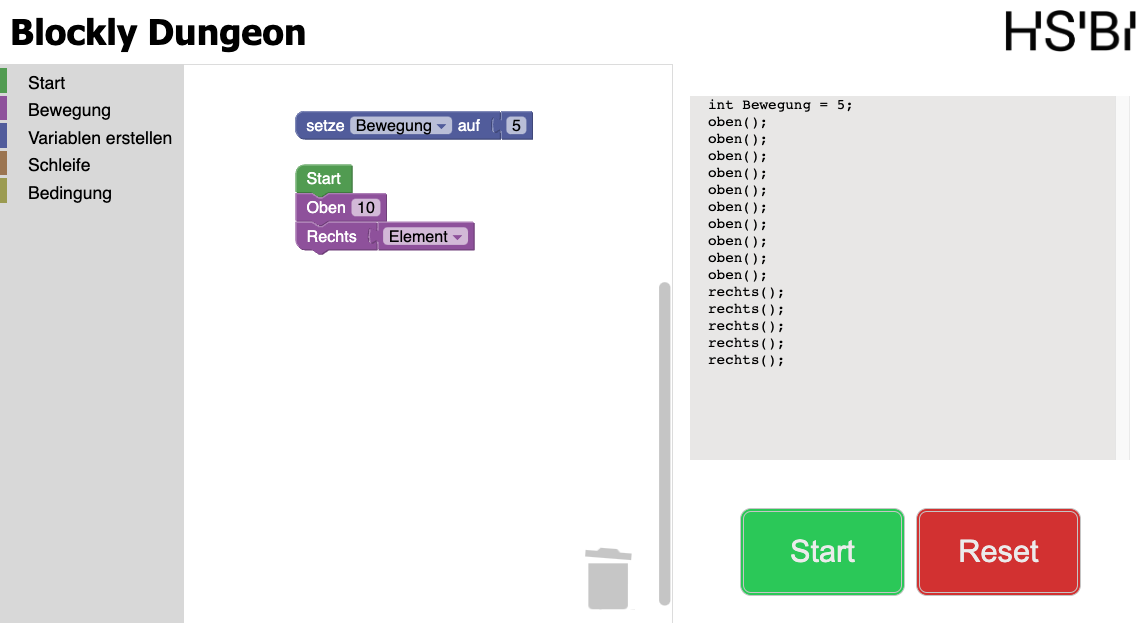 Blockly Dungeon
HSBI
Start
Bewegung
Variablen erstellen
Schleife
Bedingung
setze Bewegung auf 5
Start
Oben 10
Rechts Element
int Bewegung = 5;
oben();
oben();
oben();
oben();
oben();
oben();
oben();
oben();
oben();
oben();
rechts();
rechts();
rechts();
rechts();
rechts();
Start
Reset